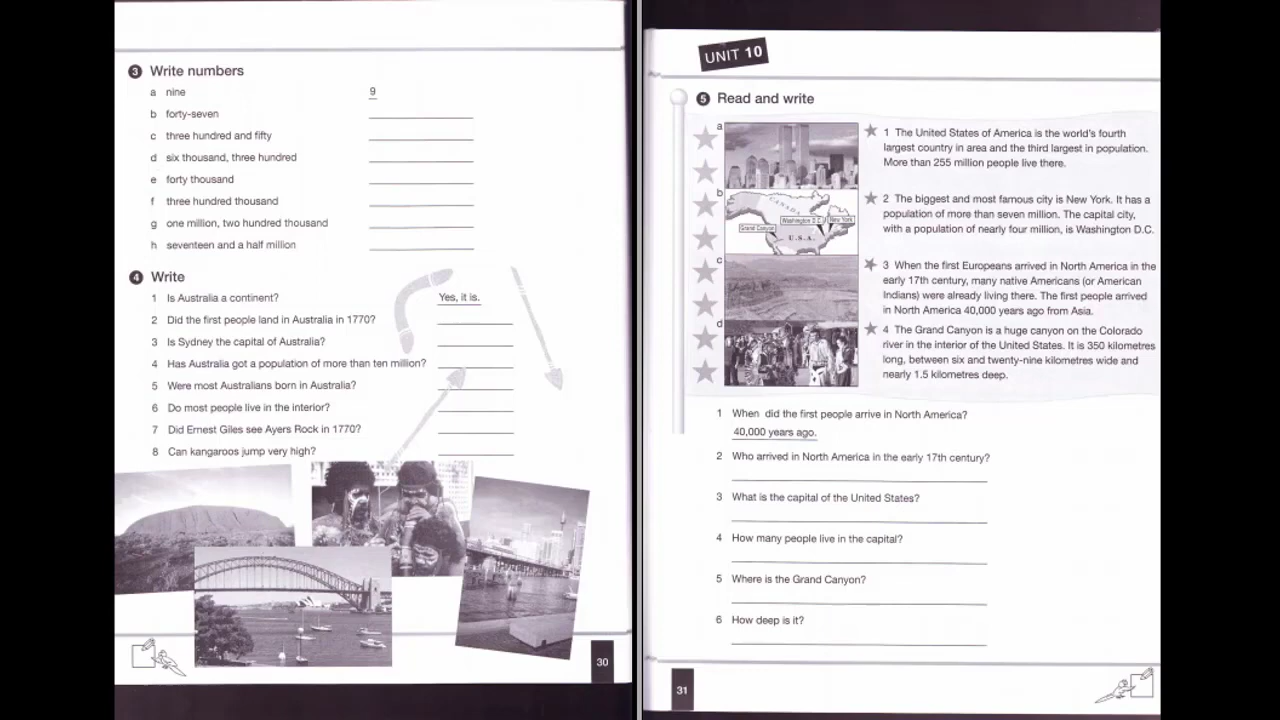 3 Write numbers
a nine 9
b forty-seven
c three hundred and fifty
d six thousand, three hundred
e forty thousand
f three hundred thousand
g one million, two hundred thousand
h seventeen and a half million
4 Write
1 Is Australia a continent? Yes, it is.
2 Did the first people land in Australia in 1770?
3 Is Sydney the capital of Australia?
4 Has Australia got a population of more than ten million?
5 Were most Australians born in Australia?
6 Do most people live in the interior?
7 Did Ernest Giles see Ayers Rock in 1770?
8 Can kangaroos jump very high?
30
UNIT 10
5 Read and write
a
b
CANADA
Washington D.C.
New York
Grand Canyon
U.S.A.
c
d
1 The United States of America is the world's fourth
largest country in area and the third largest in population.
More than 255 million people live there.
2 The biggest and most famous city is New York. It has a
population of more than seven million. The capital city,
with a population of nearly four million, is Washington D.C.
3 When the first Europeans arrived in North America in the
early 17th century, many native Americans (or American
Indians) were already living there. The first people arrived
in North America 40,000 years ago from Asia.
4 The Grand Canyon is a huge canyon on the Colorado
river in the interior of the United States. It is 350 kilometres
long, between six and twenty-nine kilometres wide and
nearly 1.5 kilometres deep.
1 When did the first people arrive in North America?
40,000 years ago.
2 Who arrived in North America in the early 17th century?
3 What is the capital of the United States?
4 How many people live in the capital?
5 Where is the Grand Canyon?
6 How deep is it?
31